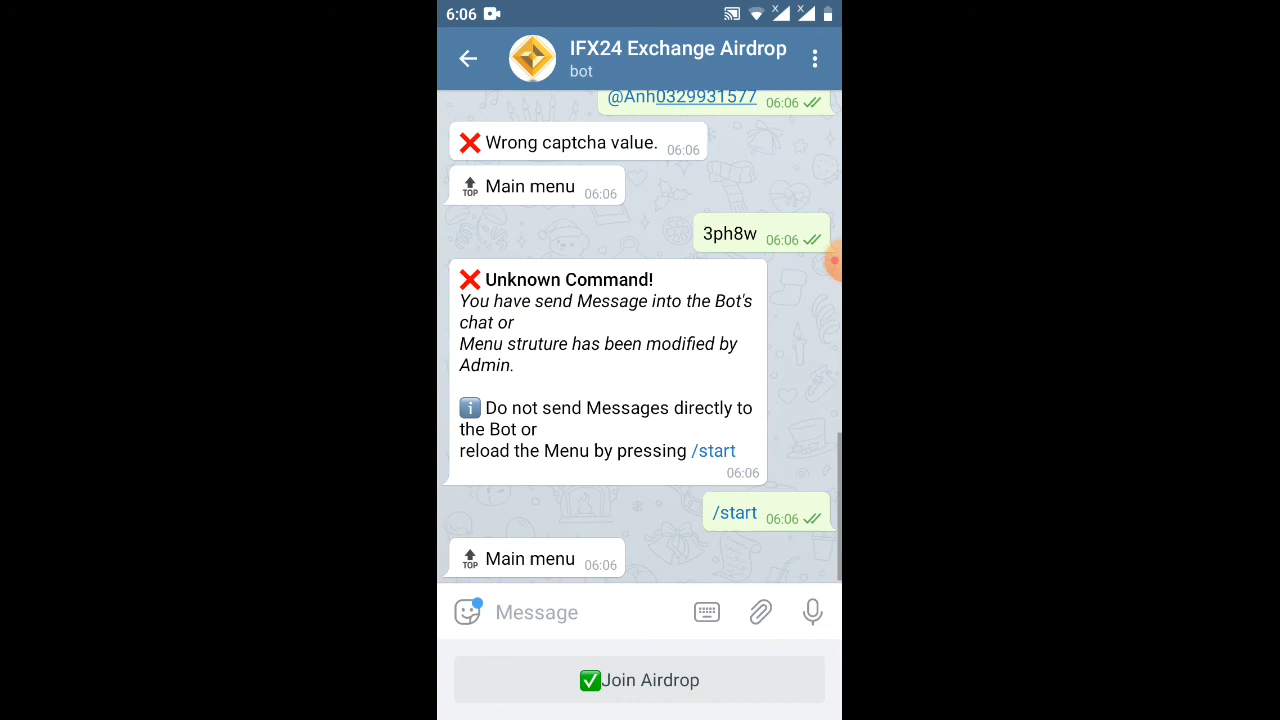 6:06
IFX24 Exchange Airdrop
bot
@Anh0329931577 06:06
❌ Wrong captcha value. 06:06
TOP Main menu 06:06
3ph8w 06:06
❌ Unknown Command!
You have send Message into the Bot's
chat or
Menu struture has been modified by
Admin.
ℹ️ Do not send Messages directly to
the Bot or
reload the Menu by pressing /start
06:06
/start 06:06
TOP Main menu 06:06
Message
✅Join Airdrop